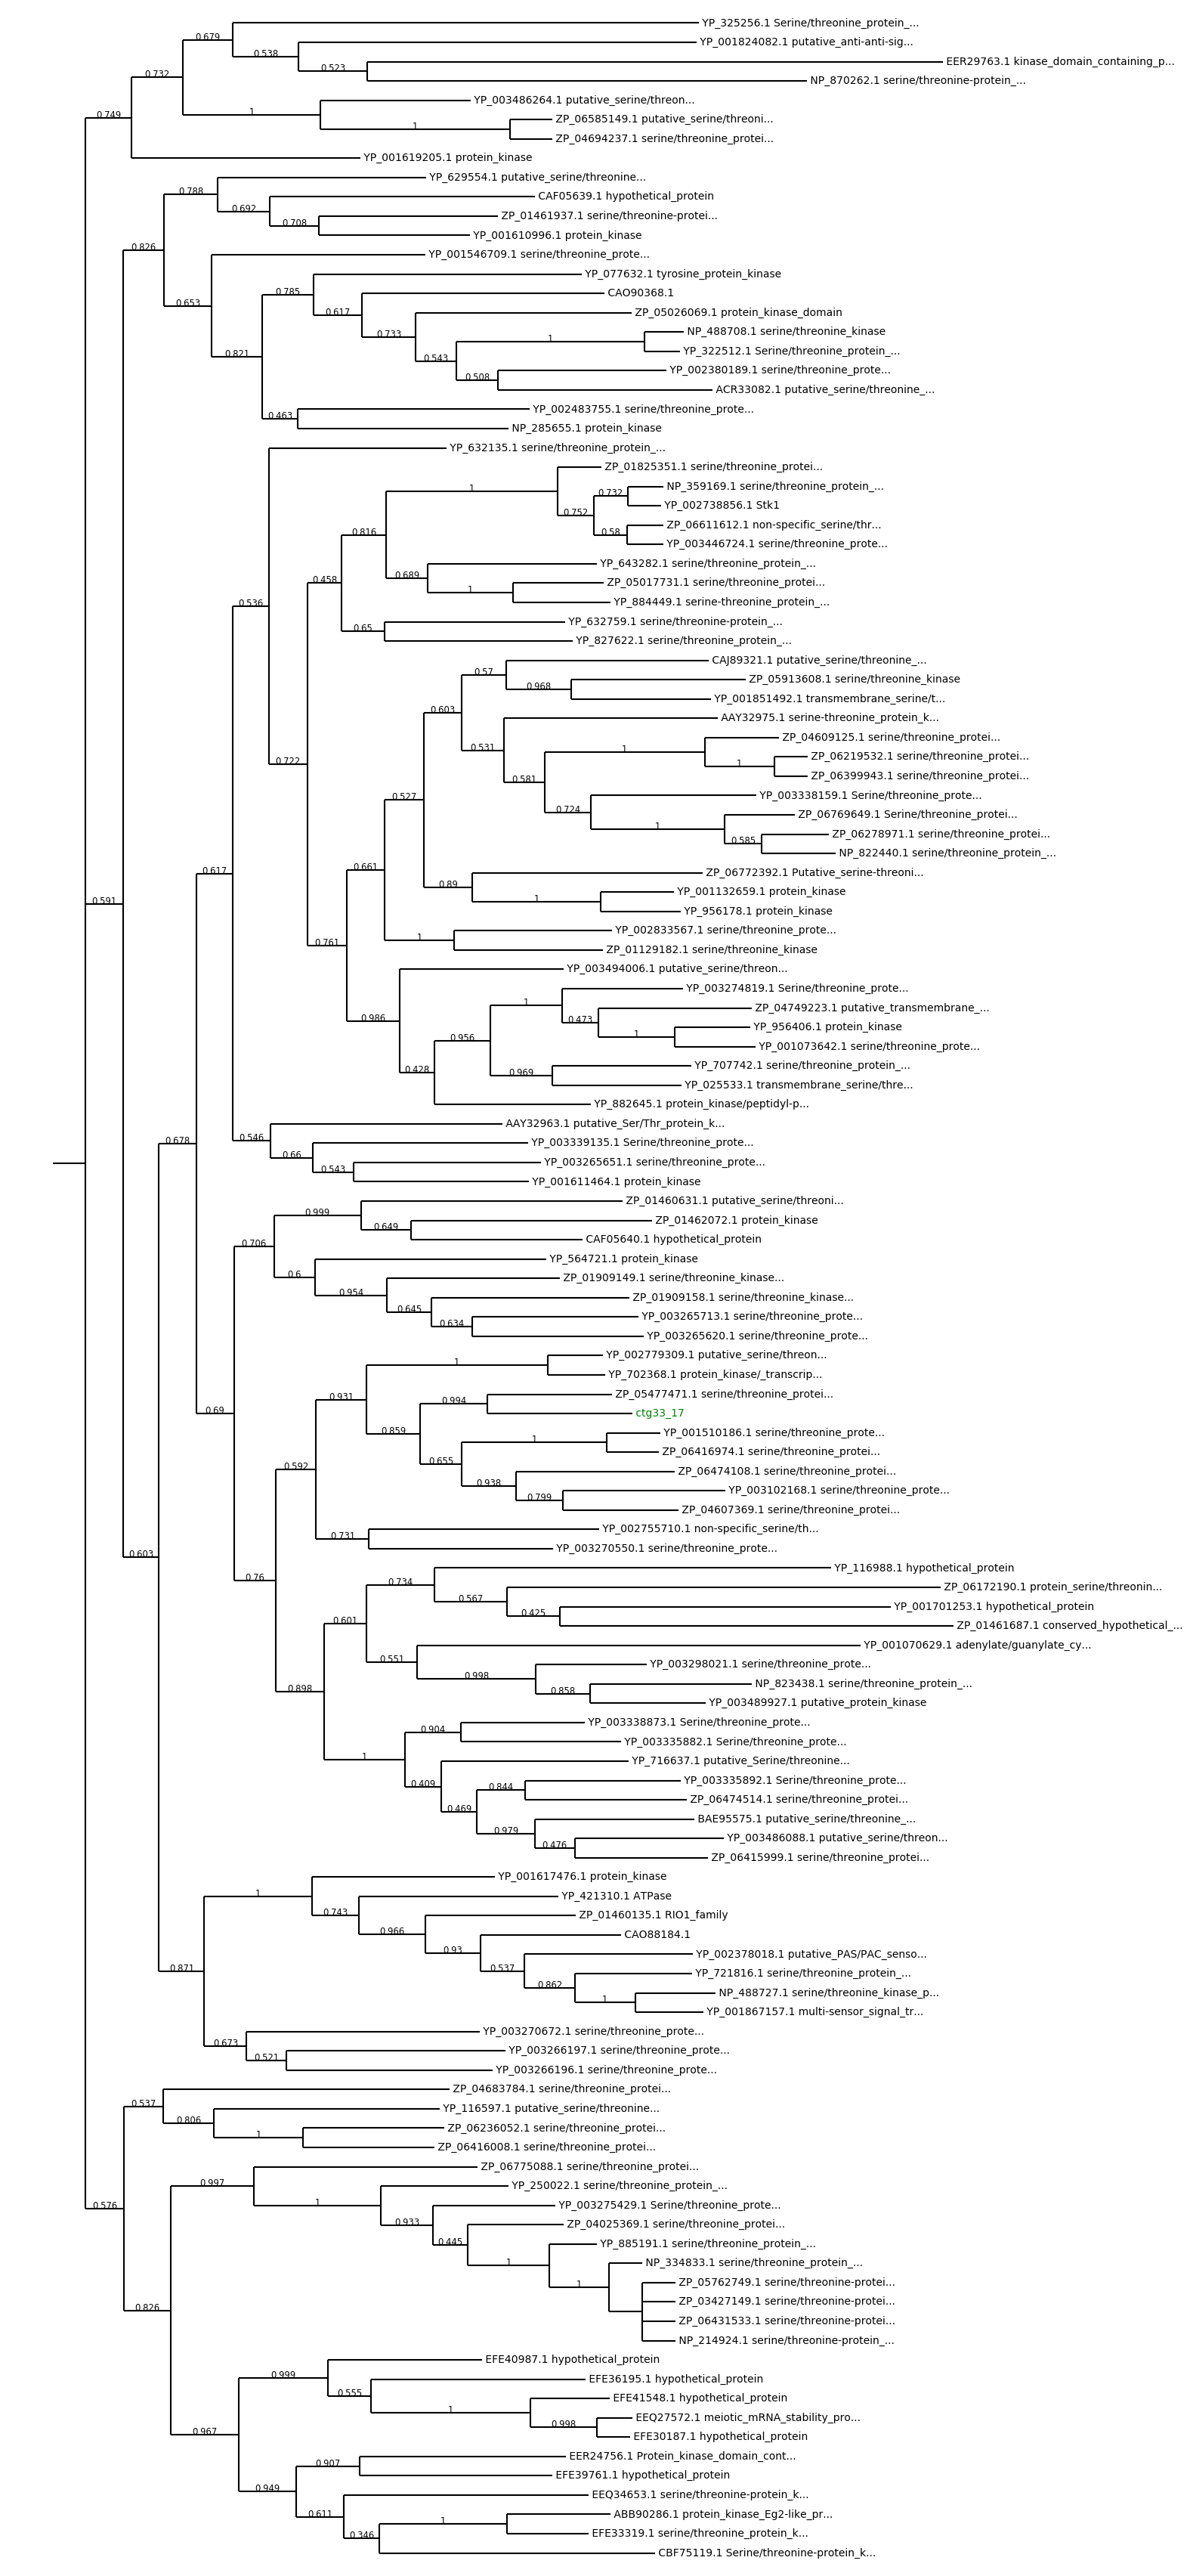 YP_325256.1 Serine/threonine_protein_...
0.679
YP_001824082.1 putative_anti-anti-sig...
0.538
EER29763.1 kinase_domain_containing_p...
0.523
0.732
NP_870262.1 serine/threonine-protein_...
YP_003486264.1 putative_serine/threon...
1
0.749
ZP_06585149.1 putative_serine/threoni...
1
ZP_04694237.1 serine/threonine_protei...
YP_001619205.1 protein_kinase
YP_629554.1 putative_serine/threonine...
0.788
CAF05639.1 hypothetical_protein
0.692
ZP_01461937.1 serine/threonine-protei...
0.708
YP_001610996.1 protein_kinase
0.826
YP_001546709.1 serine/threonine_prote...
YP_077632.1 tyrosine_protein_kinase
0.785
CAO90368.1
0.653
0.617
ZP_05026069.1 protein_kinase_domain
0.733
NP_488708.1 serine/threonine_kinase
1
YP_322512.1 Serine/threonine_protein_...
0.821
0.543
YP_002380189.1 serine/threonine_prote...
0.508
ACR33082.1 putative_serine/threonine_...
YP_002483755.1 serine/threonine_prote...
0.463
NP_285655.1 protein_kinase
YP_632135.1 serine/threonine_protein_...
ZP_01825351.1 serine/threonine_protei...
1
NP_359169.1 serine/threonine_protein_...
0.732
YP_002738856.1 Stk1
0.752
ZP_06611612.1 non-specific_serine/thr...
0.816
0.58
YP_003446724.1 serine/threonine_prote...
YP_643282.1 serine/threonine_protein_...
0.689
0.458
ZP_05017731.1 serine/threonine_protei...
1
YP_884449.1 serine-threonine_protein_...
0.536
YP_632759.1 serine/threonine-protein_...
0.65
YP_827622.1 serine/threonine_protein_...
CAJ89321.1 putative_serine/threonine_...
0.57
ZP_05913608.1 serine/threonine_kinase
0.968
YP_001851492.1 transmembrane_serine/t...
0.603
AAY32975.1 serine-threonine_protein_k...
ZP_04609125.1 serine/threonine_protei...
0.531
1
ZP_06219532.1 serine/threonine_protei...
0.722
1
ZP_06399943.1 serine/threonine_protei...
0.581
0.527
YP_003338159.1 Serine/threonine_prote...
0.724
ZP_06769649.1 Serine/threonine_protei...
1
ZP_06278971.1 serine/threonine_protei...
0.585
NP_822440.1 serine/threonine_protein_...
0.661
0.617
ZP_06772392.1 Putative_serine-threoni...
0.89
YP_001132659.1 protein_kinase
1
0.591
YP_956178.1 protein_kinase
YP_002833567.1 serine/threonine_prote...
1
0.761
ZP_01129182.1 serine/threonine_kinase
YP_003494006.1 putative_serine/threon...
YP_003274819.1 Serine/threonine_prote...
1
ZP_04749223.1 putative_transmembrane_...
0.986
0.473
YP_956406.1 protein_kinase
1
0.956
YP_001073642.1 serine/threonine_prote...
YP_707742.1 serine/threonine_protein_...
0.428
0.969
YP_025533.1 transmembrane_serine/thre...
YP_882645.1 protein_kinase/peptidyl-p...
AAY32963.1 putative_Ser/Thr_protein_k...
0.546
0.678
YP_003339135.1 Serine/threonine_prote...
0.66
YP_003265651.1 serine/threonine_prote...
0.543
YP_001611464.1 protein_kinase
ZP_01460631.1 putative_serine/threoni...
0.999
ZP_01462072.1 protein_kinase
0.649
CAF05640.1 hypothetical_protein
0.706
YP_564721.1 protein_kinase
0.6
ZP_01909149.1 serine/threonine_kinase...
0.954
ZP_01909158.1 serine/threonine_kinase...
0.645
YP_003265713.1 serine/threonine_prote...
0.634
YP_003265620.1 serine/threonine_prote...
YP_002779309.1 putative_serine/threon...
1
YP_702368.1 protein_kinase/_transcrip...
ZP_05477471.1 serine/threonine_protei...
0.931
0.994
0.69
ctg33_17
0.859
YP_001510186.1 serine/threonine_prote...
1
ZP_06416974.1 serine/threonine_protei...
0.655
0.592
ZP_06474108.1 serine/threonine_protei...
0.938
YP_003102168.1 serine/threonine_prote...
0.799
ZP_04607369.1 serine/threonine_protei...
YP_002755710.1 non-specific_serine/th...
0.731
YP_003270550.1 serine/threonine_prote...
0.603
YP_116988.1 hypothetical_protein
0.76
0.734
ZP_06172190.1 protein_serine/threonin...
0.567
YP_001701253.1 hypothetical_protein
0.425
0.601
ZP_01461687.1 conserved_hypothetical_...
YP_001070629.1 adenylate/guanylate_cy...
0.551
YP_003298021.1 serine/threonine_prote...
0.998
NP_823438.1 serine/threonine_protein_...
0.898
0.858
YP_003489927.1 putative_protein_kinase
YP_003338873.1 Serine/threonine_prote...
0.904
YP_003335882.1 Serine/threonine_prote...
1
YP_716637.1 putative_Serine/threonine...
0.409
YP_003335892.1 Serine/threonine_prote...
0.844
ZP_06474514.1 serine/threonine_protei...
0.469
BAE95575.1 putative_serine/threonine_...
0.979
YP_003486088.1 putative_serine/threon...
0.476
ZP_06415999.1 serine/threonine_protei...
YP_001617476.1 protein_kinase
1
YP_421310.1 ATPase
0.743
ZP_01460135.1 RIO1_family
0.966
CAO88184.1
0.93
YP_002378018.1 putative_PAS/PAC_senso...
0.871
0.537
YP_721816.1 serine/threonine_protein_...
0.862
NP_488727.1 serine/threonine_kinase_p...
1
YP_001867157.1 multi-sensor_signal_tr...
YP_003270672.1 serine/threonine_prote...
0.673
YP_003266197.1 serine/threonine_prote...
0.521
YP_003266196.1 serine/threonine_prote...
ZP_04683784.1 serine/threonine_protei...
0.537
YP_116597.1 putative_serine/threonine...
0.806
ZP_06236052.1 serine/threonine_protei...
1
ZP_06416008.1 serine/threonine_protei...
ZP_06775088.1 serine/threonine_protei...
0.997
YP_250022.1 serine/threonine_protein_...
1
0.576
YP_003275429.1 Serine/threonine_prote...
0.933
ZP_04025369.1 serine/threonine_protei...
0.445
YP_885191.1 serine/threonine_protein_...
1
NP_334833.1 serine/threonine_protein_...
1
ZP_05762749.1 serine/threonine-protei...
ZP_03427149.1 serine/threonine-protei...
0.826
ZP_06431533.1 serine/threonine-protei...
NP_214924.1 serine/threonine-protein_...
EFE40987.1 hypothetical_protein
0.999
EFE36195.1 hypothetical_protein
0.555
EFE41548.1 hypothetical_protein
1
EEQ27572.1 meiotic_mRNA_stability_pro...
0.998
0.967
EFE30187.1 hypothetical_protein
EER24756.1 Protein_kinase_domain_cont...
0.907
EFE39761.1 hypothetical_protein
0.949
EEQ34653.1 serine/threonine-protein_k...
0.611
ABB90286.1 protein_kinase_Eg2-like_pr...
1
EFE33319.1 serine/threonine_protein_k...
0.346
CBF75119.1 Serine/threonine-protein_k...